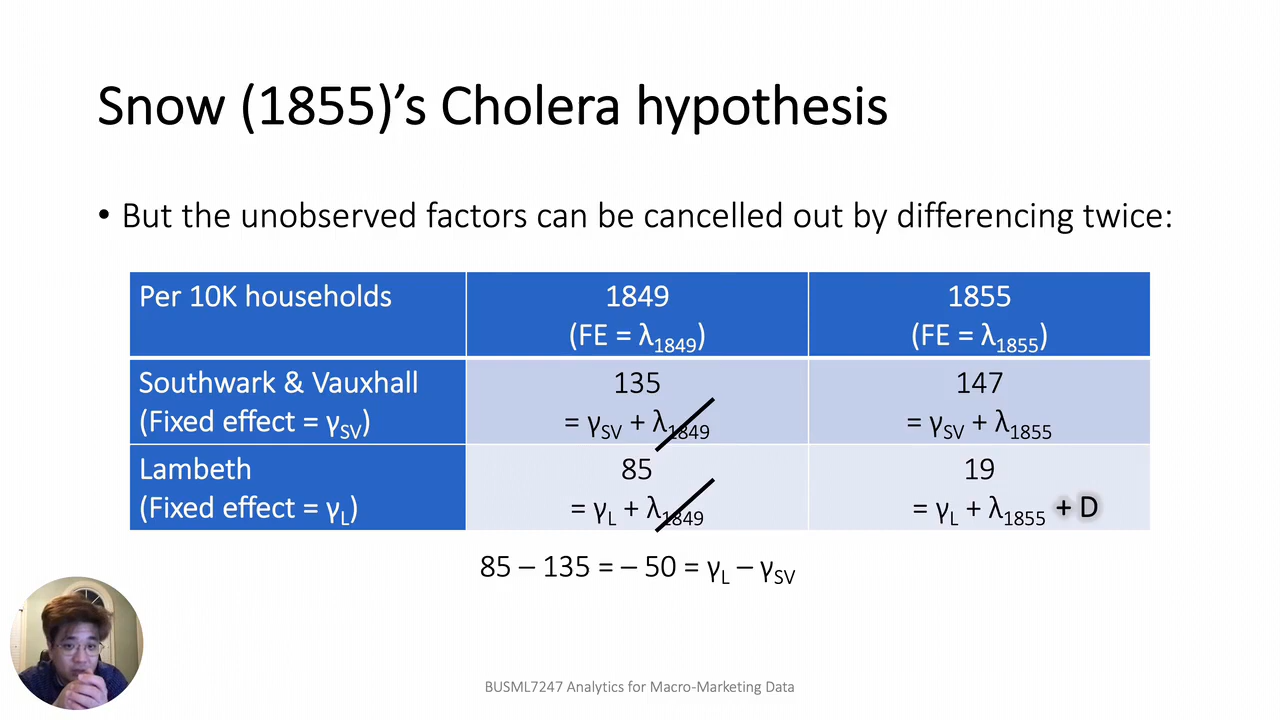 Snow (1855)’s Cholera hypothesis
• But the unobserved factors can be cancelled out by differencing twice:
Per 10K households
1849
(FE = λ1849)
1855
(FE = λ1855)
Southwark & Vauxhall
(Fixed effect = γSV)
135
= γSV + λ1849
147
= γSV + λ1855
Lambeth
(Fixed effect = γL)
85
= γL + λ1849
19
= γL + λ1855 + D
85 – 135 = – 50 = γL – γSV
BUSML7247 Analytics for Macro-Marketing Data